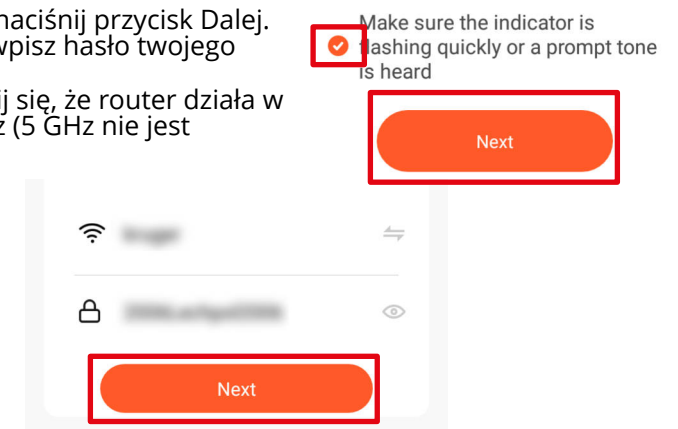 naciśnij przycisk Dalej.
wpisz hasło twojego
j się, że router działa w
z (5 GHz nie jest
Make sure the indicator is
flashing quickly or a prompt tone
is heard
Next
Next